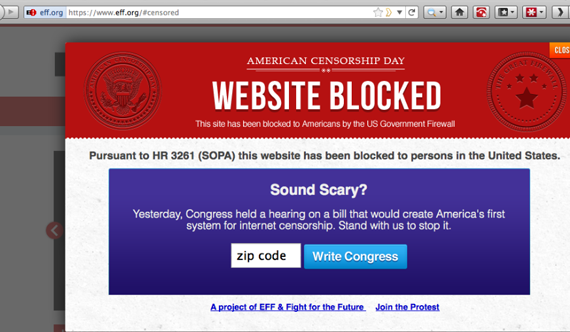 eff.org https://www.eff.org/#censored
CLOS
AMERICAN CENSORSHIP DAY
WEBSITE BLOCKED
This site has been blocked to Americans by the US Government Firewall
Pursuant to HR 3261 (SOPA) this website has been blocked to persons in the United States.
Sound Scary?
Yesterday, Congress held a hearing on a bill that would create America's first
system for internet censorship. Stand with us to stop it.
zip code Write Congress
A project of EFF & Fight for the Future Join the Protest